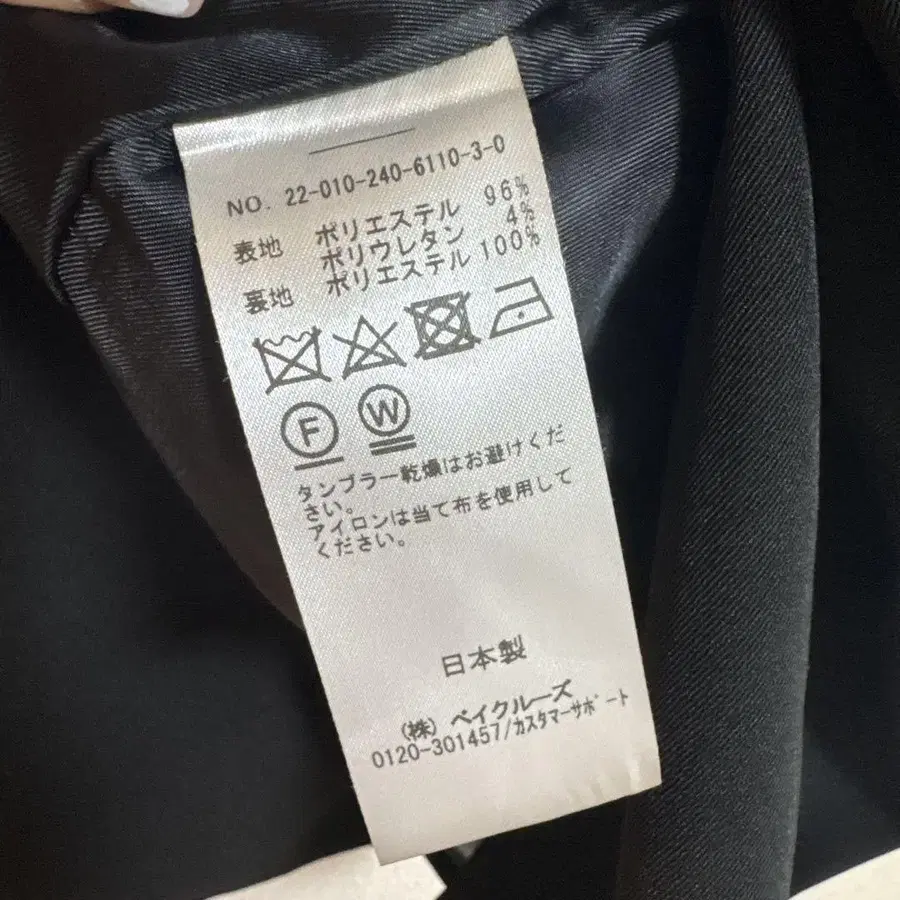 NO. 22-010-240-6110-3-0
表地 ポリエステル 96%
ポリウレタン 4%
裏地 ポリエステル 100%
F W
タンブラー乾燥はお避けくだ
さい。
アイロンは当て布を使用して
ください。
日本製
(株) ベイクルーズ
0120-301457/カスタマーサポート